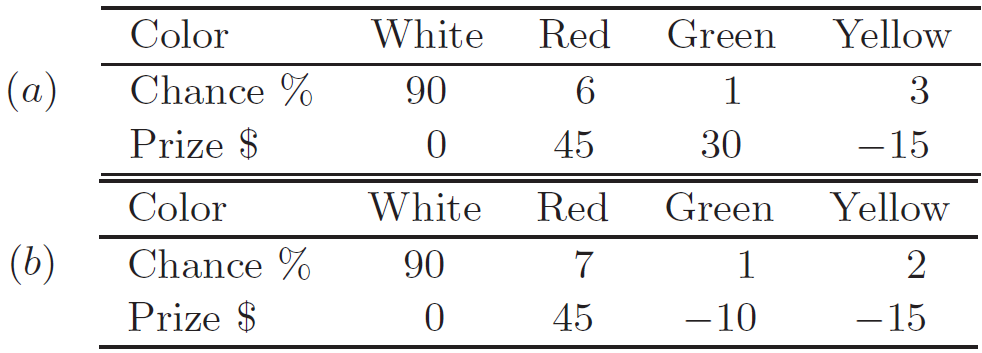 Color White Red Green Yellow
(a) Chance % 90 6 1 3
Prize $ 0 45 30 −15
Color White Red Green Yellow
(b) Chance % 90 7 1 2
Prize $ 0 45 −10 −15